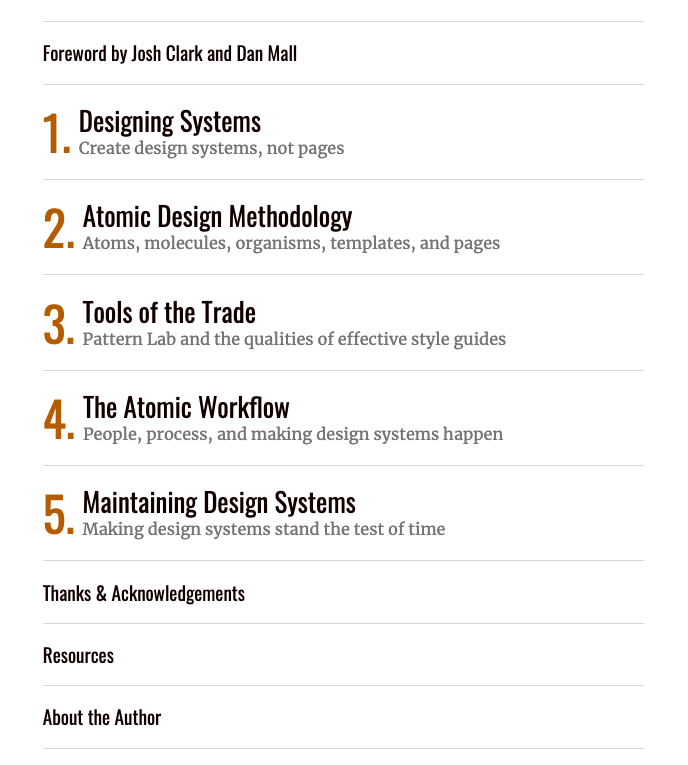 Foreword by Josh Clark and Dan Mall
1. Designing Systems
Create design systems, not pages
2. Atomic Design Methodology
Atoms, molecules, organisms, templates, and pages
3. Tools of the Trade
Pattern Lab and the qualities of effective style guides
4. The Atomic Workflow
People, process, and making design systems happen
5. Maintaining Design Systems
Making design systems stand the test of time
Thanks & Acknowledgements
Resources
About the Author